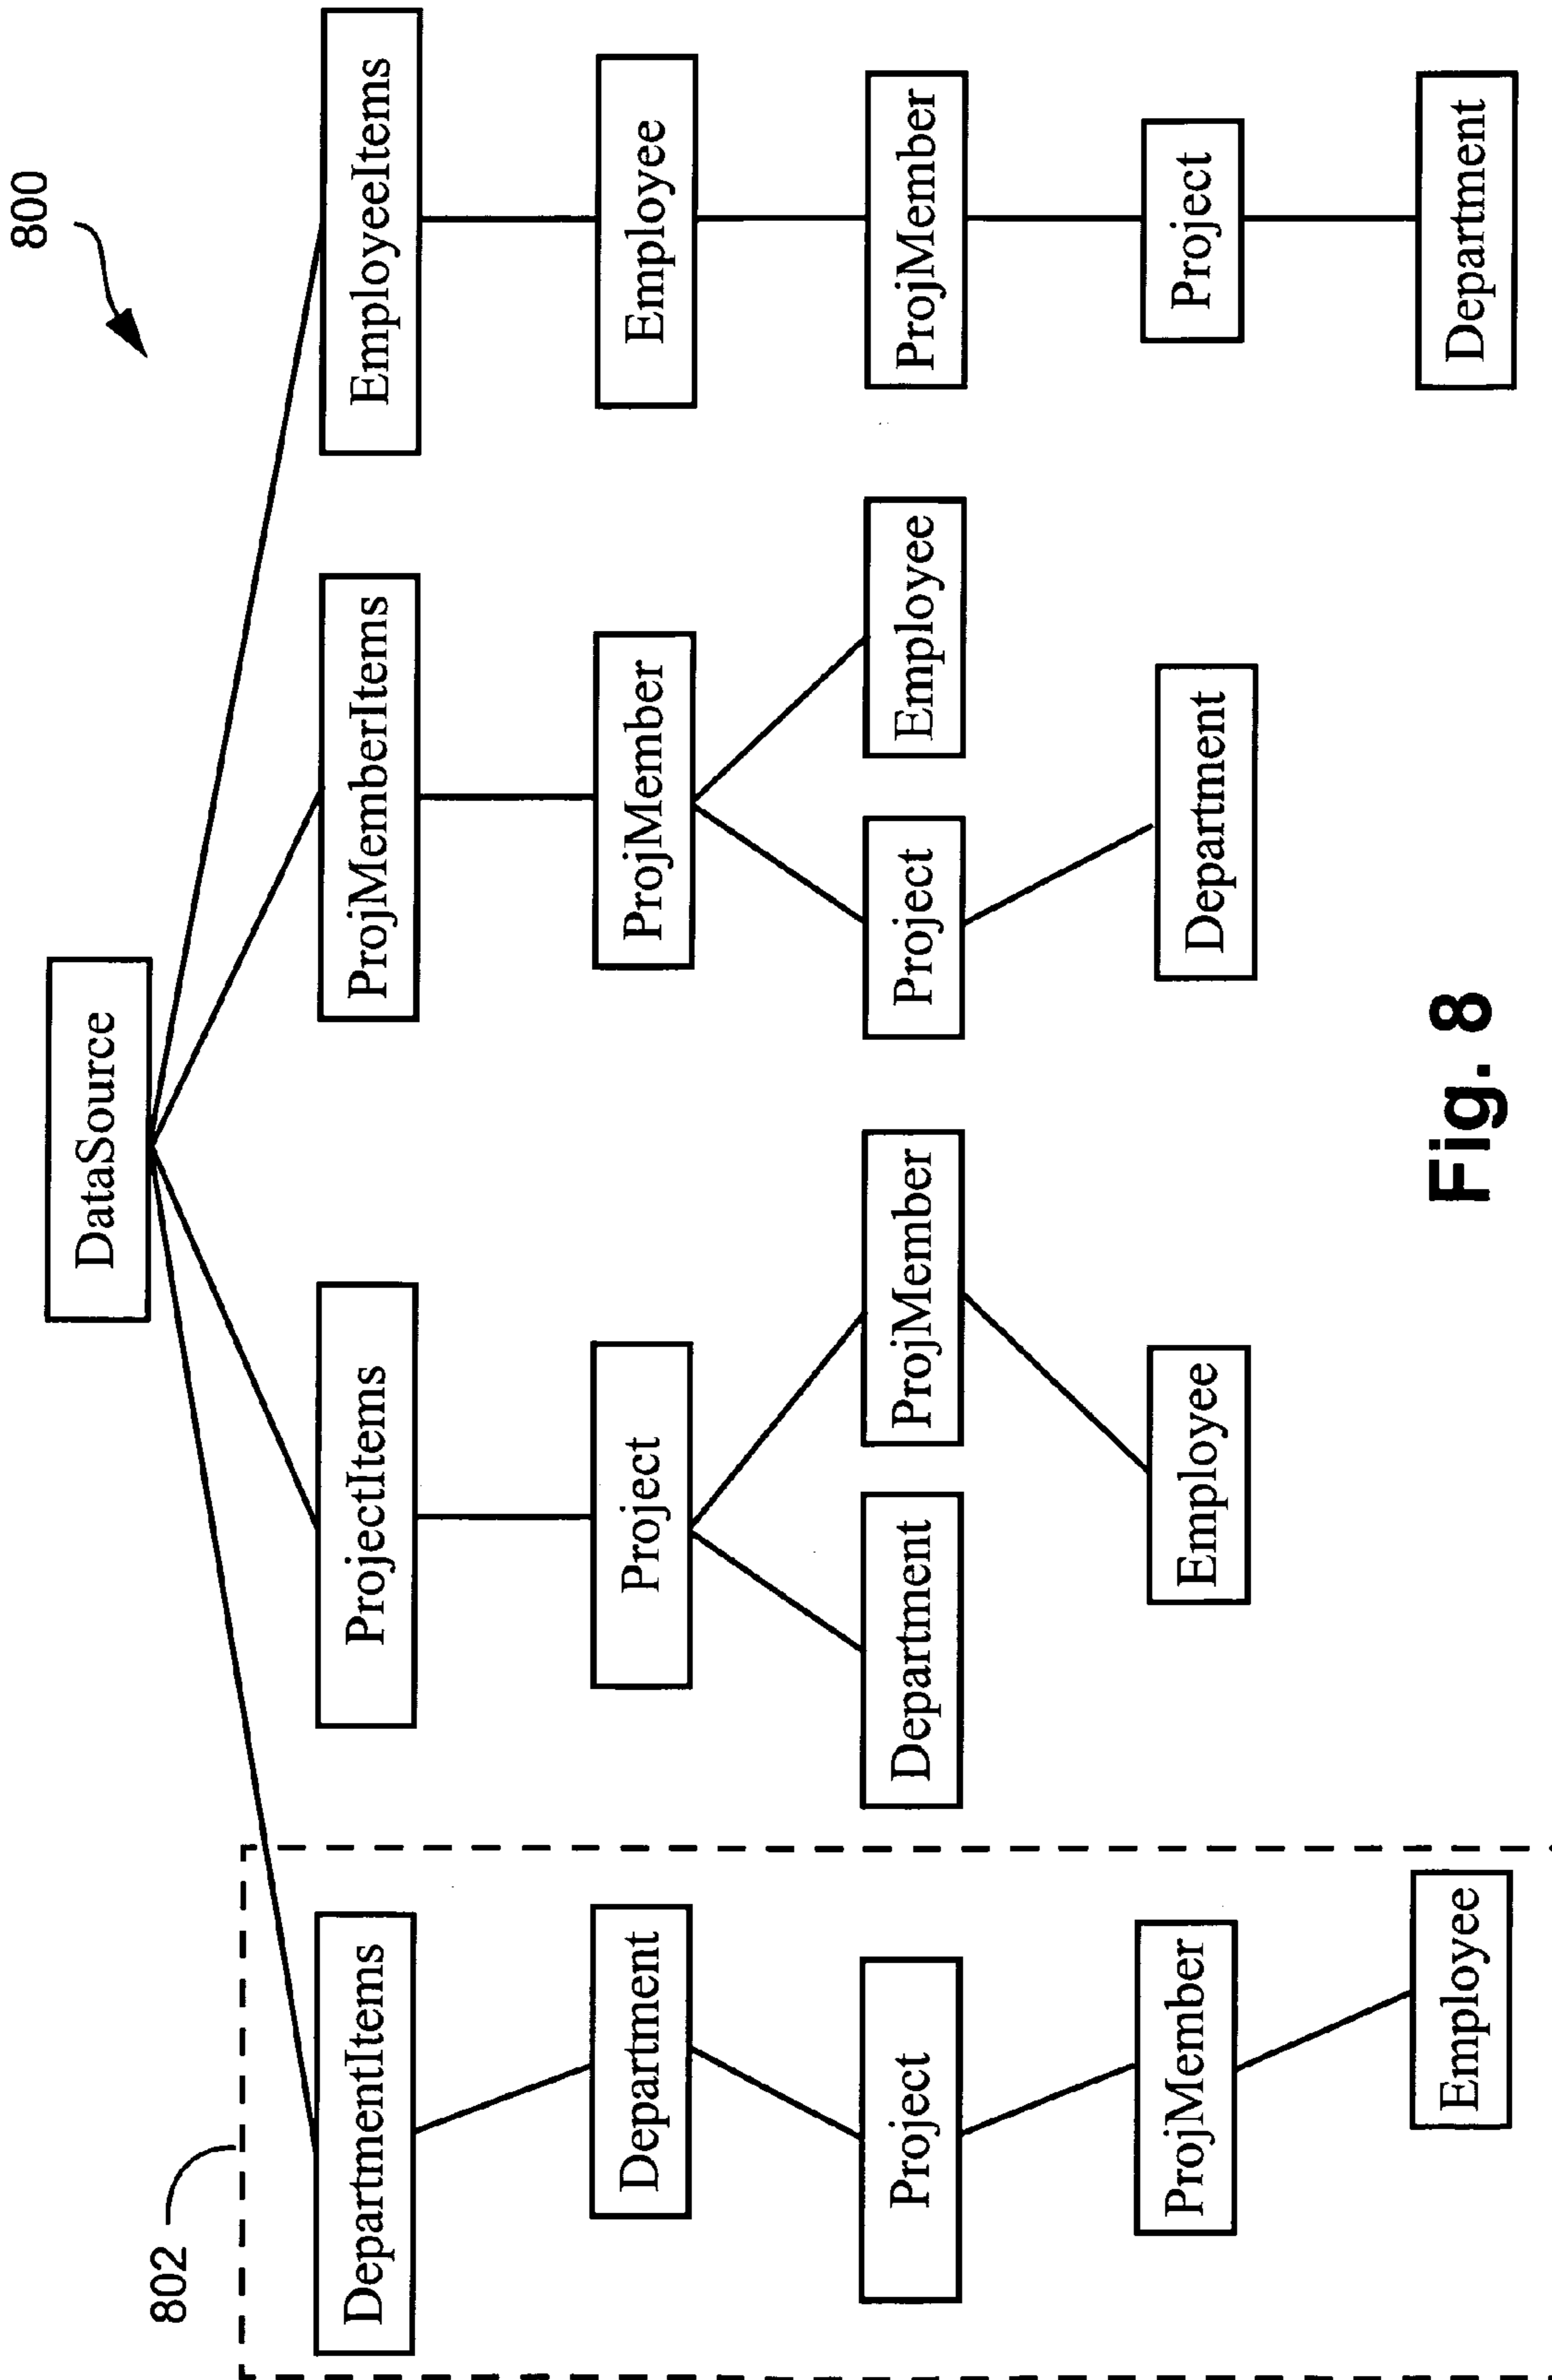 800
DataSource
802
DepartmentItems
ProjectItems
ProjMemberItems
EmployeeItems
Department
Project
ProjMember
Employee
Project
Department
ProjMember
Project
Employee
ProjMember
ProjMember
Employee
Department
Project
Employee
Department
Fig. 8